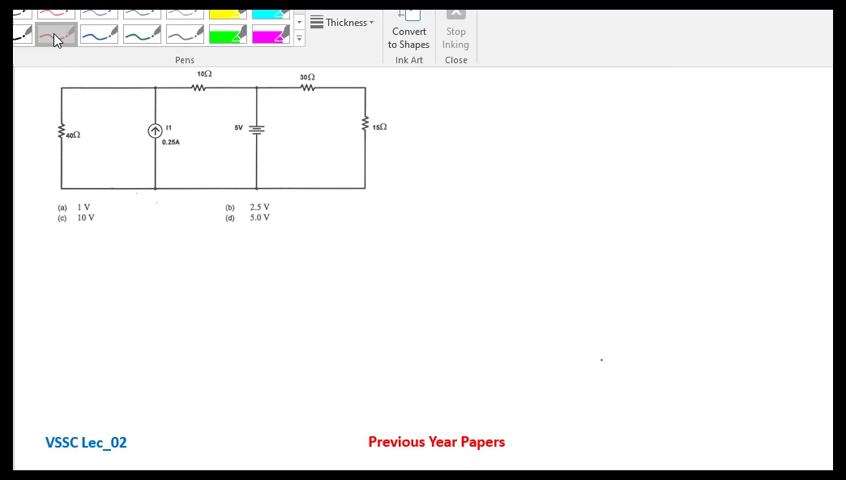 Thickness
Convert
to Shapes
Stop
Inking
Pens
Ink Art
Close
10Ω
30Ω
40Ω
I1
0.25A
5V
15Ω
(a) 1 V
(b) 2.5 V
(c) 10 V
(d) 5.0 V
VSSC Lec_02
Previous Year Papers